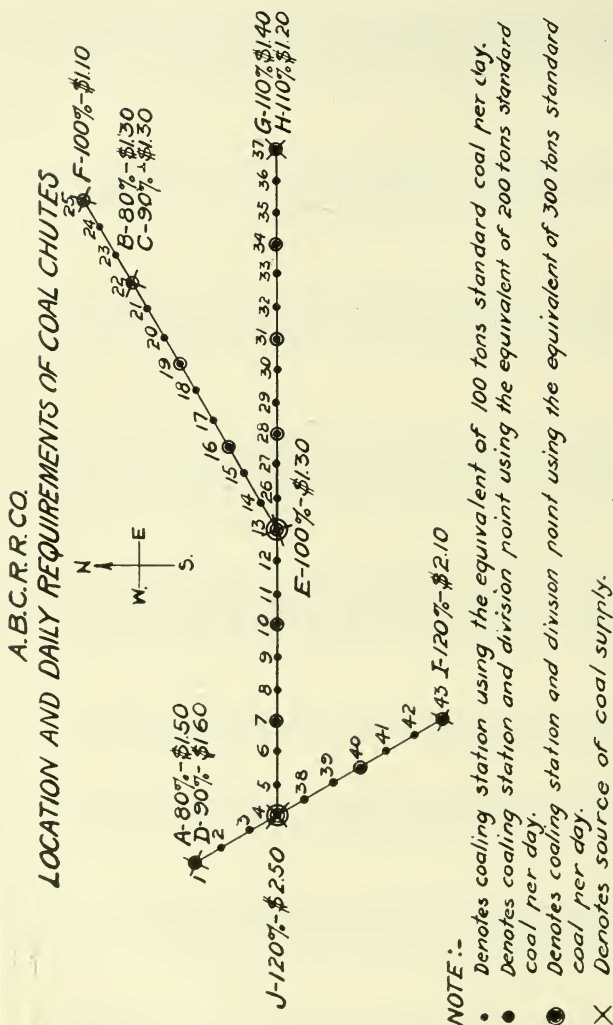 A.B.C.R.R.CO.
LOCATION AND DAILY REQUIREMENTS OF COAL CHUTES
N
W. E
S.
25 F-100%-$1.10
24
23
22 B-80%-$1.30
C-90%-$1.30
21
20
19
18
17
16
15
14
1 A-80%-$1.50
D-90%-$1.60
2
3
J-120%-$2.50
4 5 6 7 8 9 10 11 12 13 26 27 28 29 30 31 32 33 34 35 36 37
G-110%$1.40
H-110%$1.20
E-100%-$1.30
38
39
40
41
42
43 I-120%-$2.10
NOTE:-
Denotes coaling station using the equivalent of 100 tons standard coal per day.
Denotes coaling station and division point using the equivalent of 200 tons standard
coal per day.
Denotes coaling station and division point using the equivalent of 300 tons standard
coal per day.
Denotes source of coal supply.